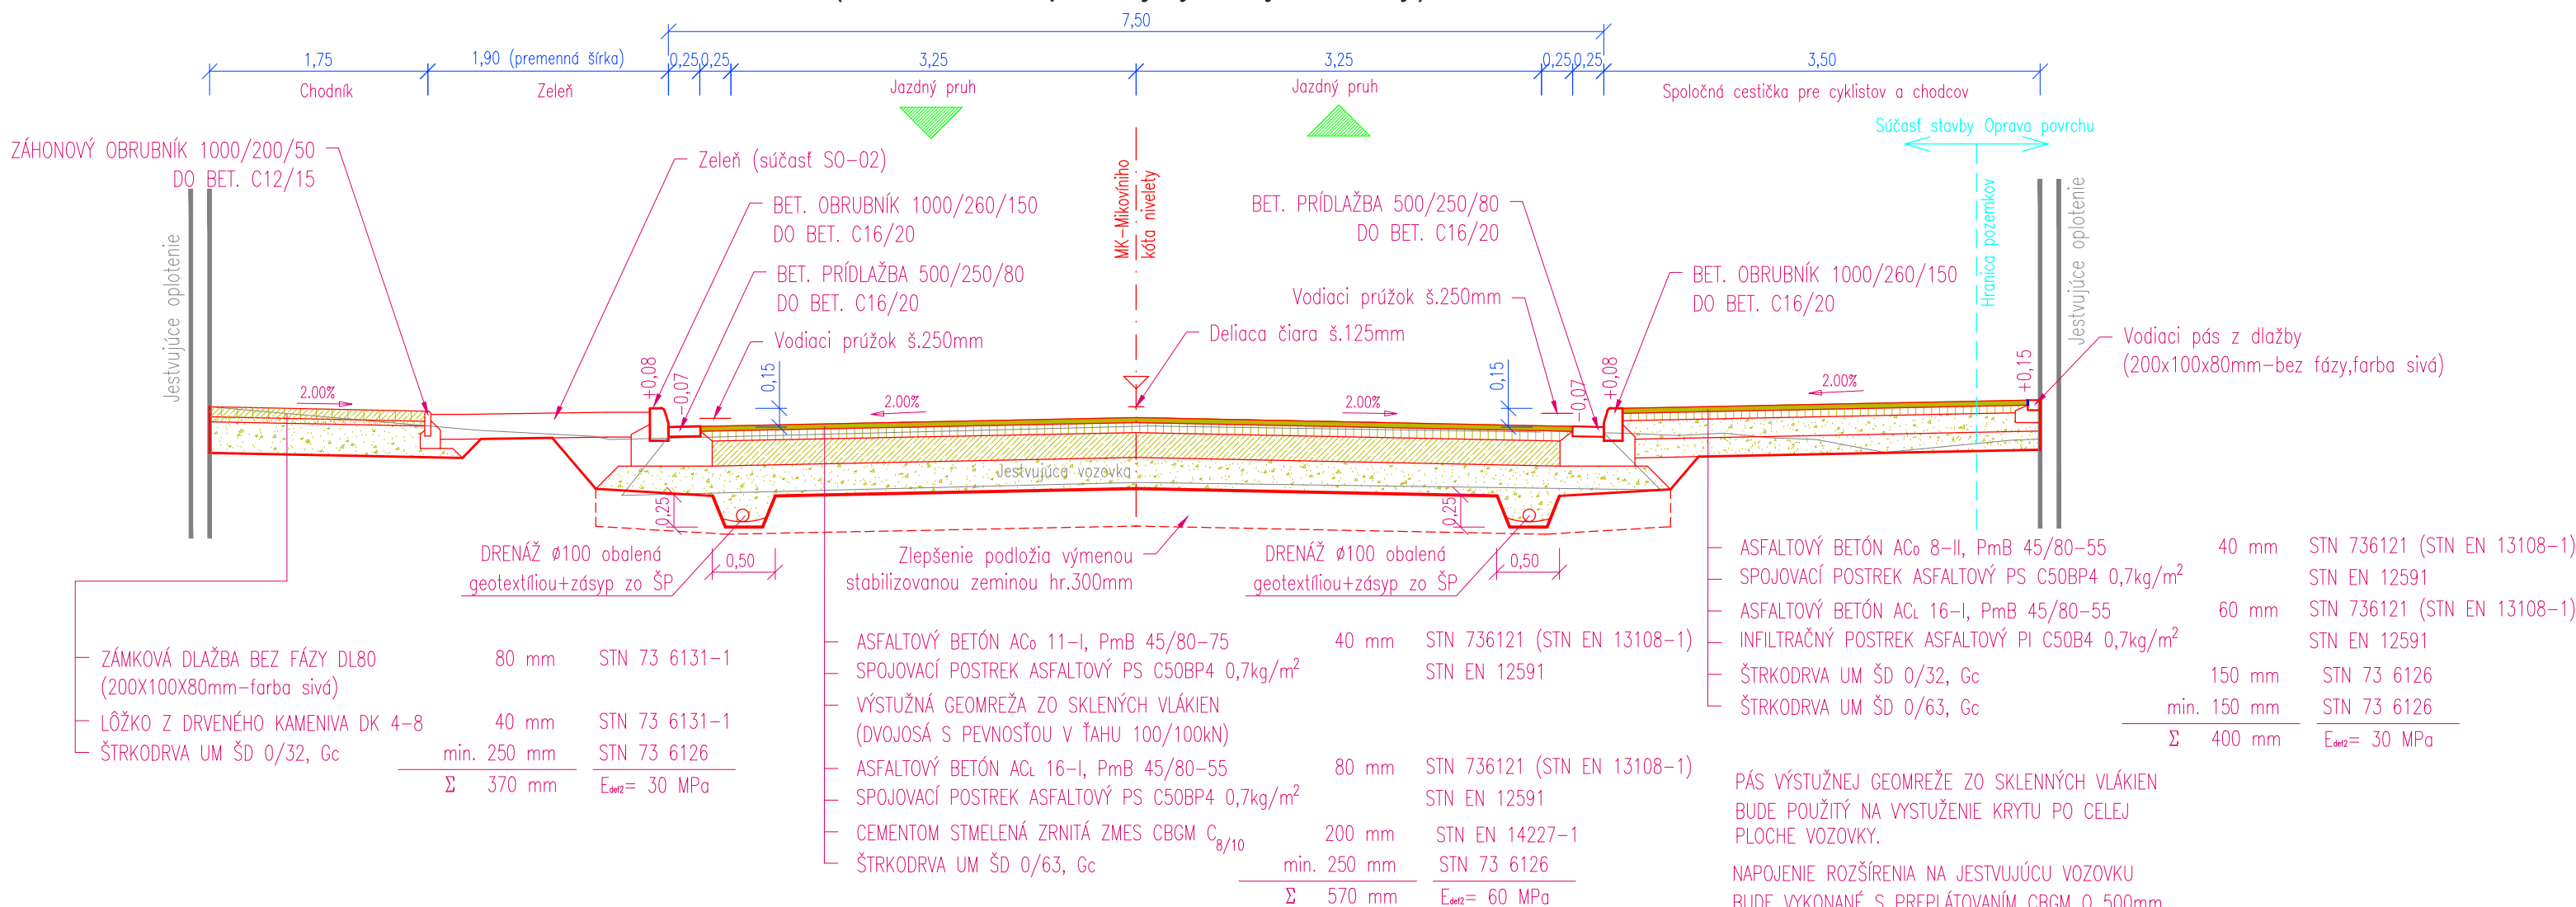 7,50
1,75
1,90 (premenná šírka)
0,25
0,25
3,25
3,25
0,25
0,25
3,50
Chodník
Zeleň
Jazdný pruh
Jazdný pruh
Spoločná cestička pre cyklistov a chodcov
Súčasť stavby Oprava povrchu
ZÁHONOVÝ OBRUBNÍK 1000/200/50
DO BET. C12/15
Zeleň (súčasť SO-02)
BET. OBRUBNÍK 1000/260/150
DO BET. C16/20
BET. PRÍDLAŽBA 500/250/80
DO BET. C16/20
Vodiaci prúžok š.250mm
MK-Mikovíniho
kóta nivelety
Deliaca čiara š.125mm
BET. PRÍDLAŽBA 500/250/80
DO BET. C16/20
Vodiaci prúžok š.250mm
BET. OBRUBNÍK 1000/260/150
DO BET. C16/20
Hranica pozemkov
Jestvujúce oplotenie
Jestvujúce oplotenie
Vodiaci pás z dlažby
(200x100x80mm-bez fázy,farba sivá)
2.00%
+0,08
-0,07
0,15
2.00%
2.00%
0,15
-0,07
+0,08
2.00%
+0,15
Jestvujúca vozovka
0,25
0,25
0,50
0,50
DRENÁŽ ø100 obalená
geotextíliou+zásyp zo ŠP
Zlepšenie podložia výmenou
stabilizovanou zeminou hr.300mm
DRENÁŽ ø100 obalená
geotextíliou+zásyp zo ŠP
ZÁMKOVÁ DLAŽBA BEZ FÁZY DL80 80 mm STN 73 6131-1
(200X100X80mm-farba sivá)
LÔŽKO Z DRVENÉHO KAMENIVA DK 4-8 40 mm STN 73 6131-1
ŠTRKODRVA UM ŠD 0/32, Gc min. 250 mm STN 73 6126
Σ 370 mm Edef2= 30 MPa
ASFALTOVÝ BETÓN ACo 11-I, PmB 45/80-75 40 mm STN 736121 (STN EN 13108-1)
SPOJOVACÍ POSTREK ASFALTOVÝ PS C50BP4 0,7kg/m2 STN EN 12591
VÝSTUŽNÁ GEOMREŽA ZO SKLENÝCH VLÁKIEN
(DVOJOSÁ S PEVNOSŤOU V ŤAHU 100/100kN)
ASFALTOVÝ BETÓN ACL 16-I, PmB 45/80-55 80 mm STN 736121 (STN EN 13108-1)
SPOJOVACÍ POSTREK ASFALTOVÝ PS C50BP4 0,7kg/m2 STN EN 12591
CEMENTOM STMELENÁ ZRNITÁ ZMES CBGM C8/10 200 mm STN EN 14227-1
ŠTRKODRVA UM ŠD 0/63, Gc min. 250 mm STN 73 6126
Σ 570 mm Edef2= 60 MPa
ASFALTOVÝ BETÓN ACo 8-II, PmB 45/80-55 40 mm STN 736121 (STN EN 13108-1)
SPOJOVACÍ POSTREK ASFALTOVÝ PS C50BP4 0,7kg/m2 STN EN 12591
ASFALTOVÝ BETÓN ACL 16-I, PmB 45/80-55 60 mm STN 736121 (STN EN 13108-1)
INFILTRAČNÝ POSTREK ASFALTOVÝ PI C50B4 0,7kg/m2 STN EN 12591
ŠTRKODRVA UM ŠD 0/32, Gc 150 mm STN 73 6126
ŠTRKODRVA UM ŠD 0/63, Gc min. 150 mm STN 73 6126
Σ 400 mm Edef2= 30 MPa
PÁS VÝSTUŽNEJ GEOMREŽE ZO SKLENNÝCH VLÁKIEN
BUDE POUŽITÝ NA VYSTUŽENIE KRYTU PO CELEJ
PLOCHE VOZOVKY.
NAPOJENIE ROZŠÍRENIA NA JESTVUJÚCU VOZOVKU
BUDE VYKONANÉ S PREPLÁTOVANÍM CBGM O 500mm